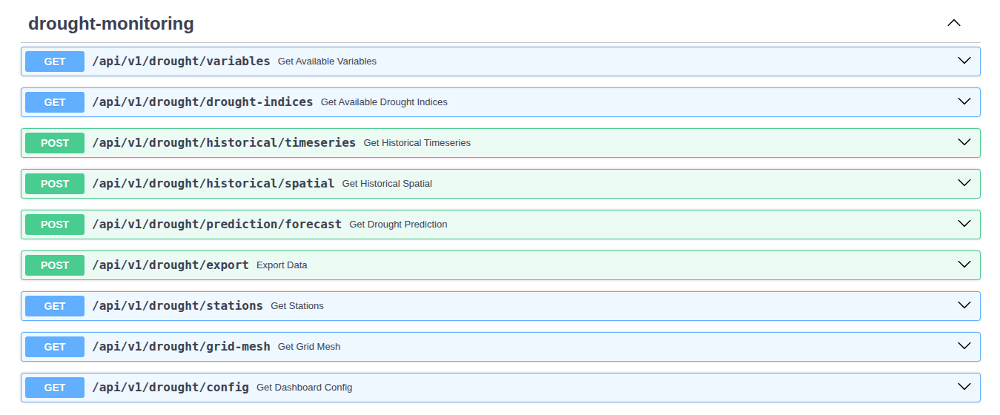 drought-monitoring
GET /api/v1/drought/variables Get Available Variables
GET /api/v1/drought/drought-indices Get Available Drought Indices
POST /api/v1/drought/historical/timeseries Get Historical Timeseries
POST /api/v1/drought/historical/spatial Get Historical Spatial
POST /api/v1/drought/prediction/forecast Get Drought Prediction
POST /api/v1/drought/export Export Data
GET /api/v1/drought/stations Get Stations
GET /api/v1/drought/grid-mesh Get Grid Mesh
GET /api/v1/drought/config Get Dashboard Config